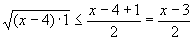 √((x−4)·1) ≤ (x−4+1)/2 = (x−3)/2